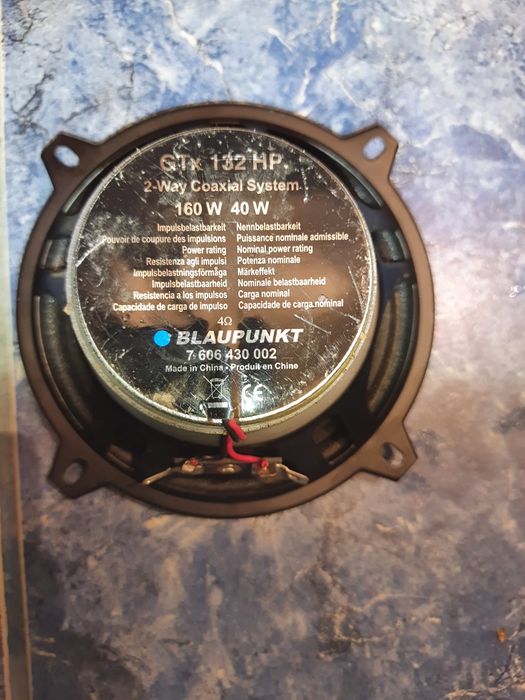 GTx 132 HP
2-Way Coaxial System
160 W 40 W
Impulsbelastbarkeit Nennbelastbarkeit
Pouvoir de coupure des impulsions Puissance nominale admissible
Power rating Nominal power rating
Resistenza agli impulsi Potenza nominale
Impulsbelastningsförmåga Märkeffekt
Impulsbelastbaarheid Nominale belastbaarheid
Resistencia a los impulsos Carga nominal
Capacidade de carga de impulso Capacidade de carga nominal
4Ω
BLAUPUNKT
7 606 430 002
Made in China - Produit en Chine
CE